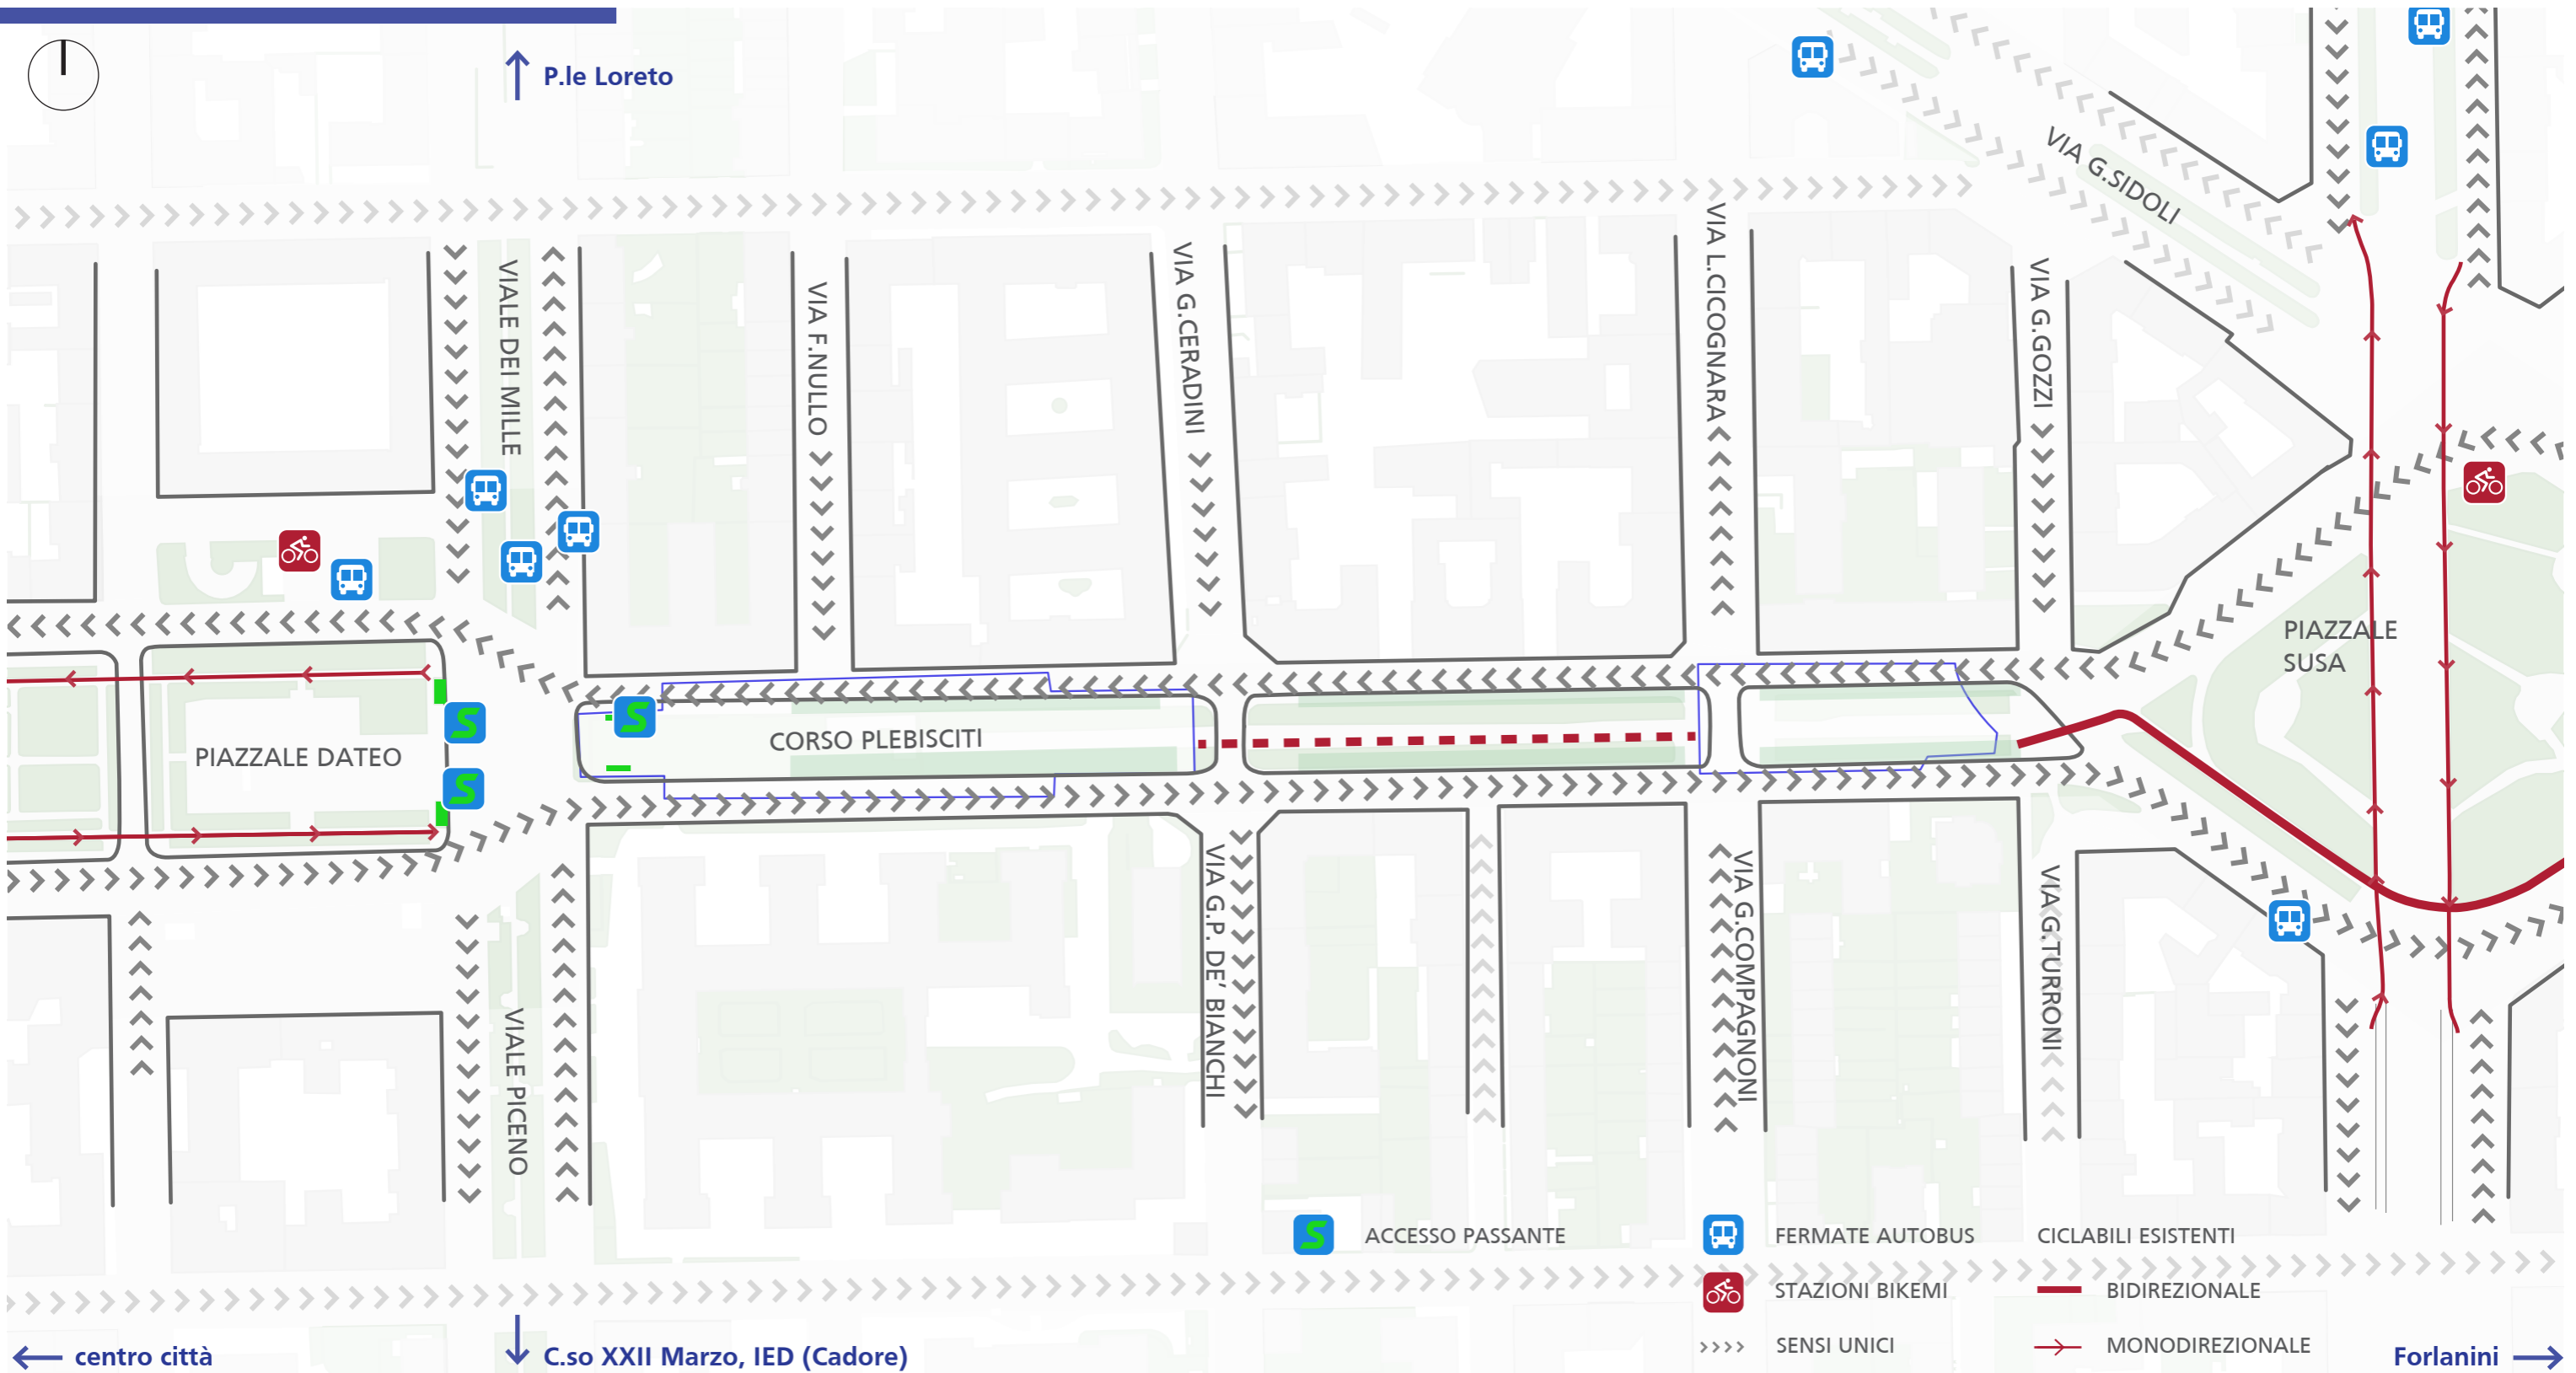 P.le Loreto
VIA G.SIDOLI
VIALE DEI MILLE
VIA F.NULLO
VIA G.CERADINI
VIA L.CICOGNARA
VIA G.GOZZI
PIAZZALE
SUSA
PIAZZALE DATEO
CORSO PLEBISCITI
VIALE PICENO
VIA G.P. DE’ BIANCHI
VIA G.COMPAGNONI
VIA G.TURRONI
S
S
S
S ACCESSO PASSANTE
FERMATE AUTOBUS
CICLABILI ESISTENTI
STAZIONI BIKEMI
BIDIREZIONALE
SENSI UNICI
MONODIREZIONALE
centro città
C.so XXII Marzo, IED (Cadore)
Forlanini